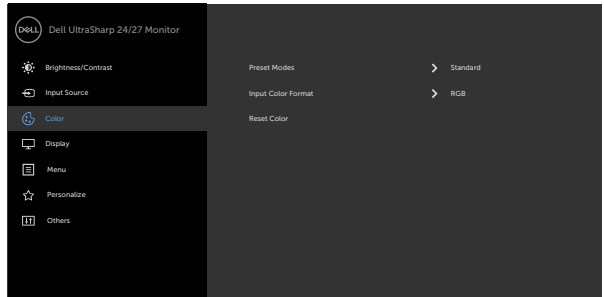 DELL Dell UltraSharp 24/27 Monitor
Brightness/Contrast
Input Source
Color
Display
Menu
Personalize
Others
Preset Modes Standard
Input Color Format RGB
Reset Color